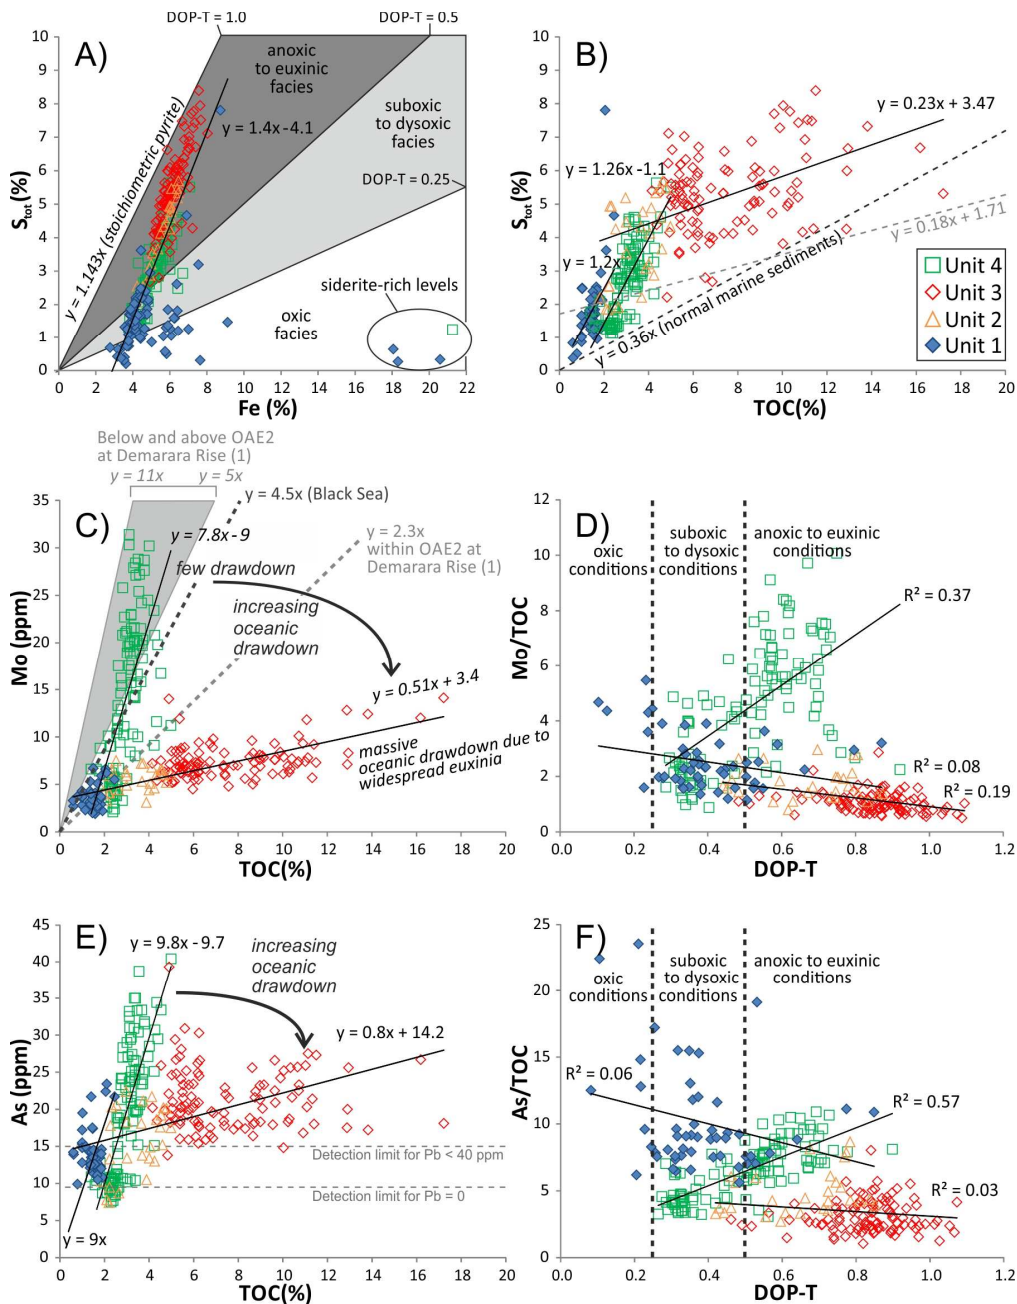 DOP-T = 1.0
DOP-T = 0.5
A)
anoxic
to euxinic
facies
suboxic
to dysoxic
facies
DOP-T = 0.25
y = 1.143x (stoichiometric pyrite)
y = 1.4x -4.1
siderite-rich levels
oxic
facies
S tot (%)
10
9
8
7
6
5
4
3
2
1
0
0 2 4 6 8 10 12 14 16 18 20 22
Fe (%)
B)
y = 0.23x + 3.47
y = 1.26x -1.1
y = 1.2x
y = 0.18x + 1.71
y = 0.36x (normal marine sediments)
Unit 4
Unit 3
Unit 2
Unit 1
S tot (%)
10
9
8
7
6
5
4
3
2
1
0
0 2 4 6 8 10 12 14 16 18 20
TOC(%)
Below and above OAE2
at Demarara Rise (1)
y = 11x y = 5x
y = 4.5x (Black Sea)
C)
y = 7.8x - 9
y = 2.3x
within OAE2 at
Demarara Rise (1)
few drawdown
increasing
oceanic
drawdown
y = 0.51x + 3.4
massive
oceanic drawdown due to
widespread euxinia
Mo (ppm)
35
30
25
20
15
10
5
0
0 2 4 6 8 10 12 14 16 18 20
TOC(%)
D)
oxic
conditions
suboxic
to dysoxic
conditions
anoxic to euxinic
conditions
R² = 0.37
R² = 0.08
R² = 0.19
Mo/TOC
12
10
8
6
4
2
0
0.0 0.2 0.4 0.6 0.8 1.0 1.2
DOP-T
E)
y = 9.8x - 9.7
increasing
oceanic
drawdown
y = 0.8x + 14.2
Detection limit for Pb < 40 ppm
Detection limit for Pb = 0
y = 9x
As (ppm)
45
40
35
30
25
20
15
10
5
0
0 2 4 6 8 10 12 14 16 18 20
TOC(%)
F)
oxic
conditions
suboxic
to dysoxic
conditions
anoxic to euxinic
conditions
R² = 0.06
R² = 0.57
R² = 0.03
As/TOC
25
20
15
10
5
0
0.0 0.2 0.4 0.6 0.8 1.0 1.2
DOP-T